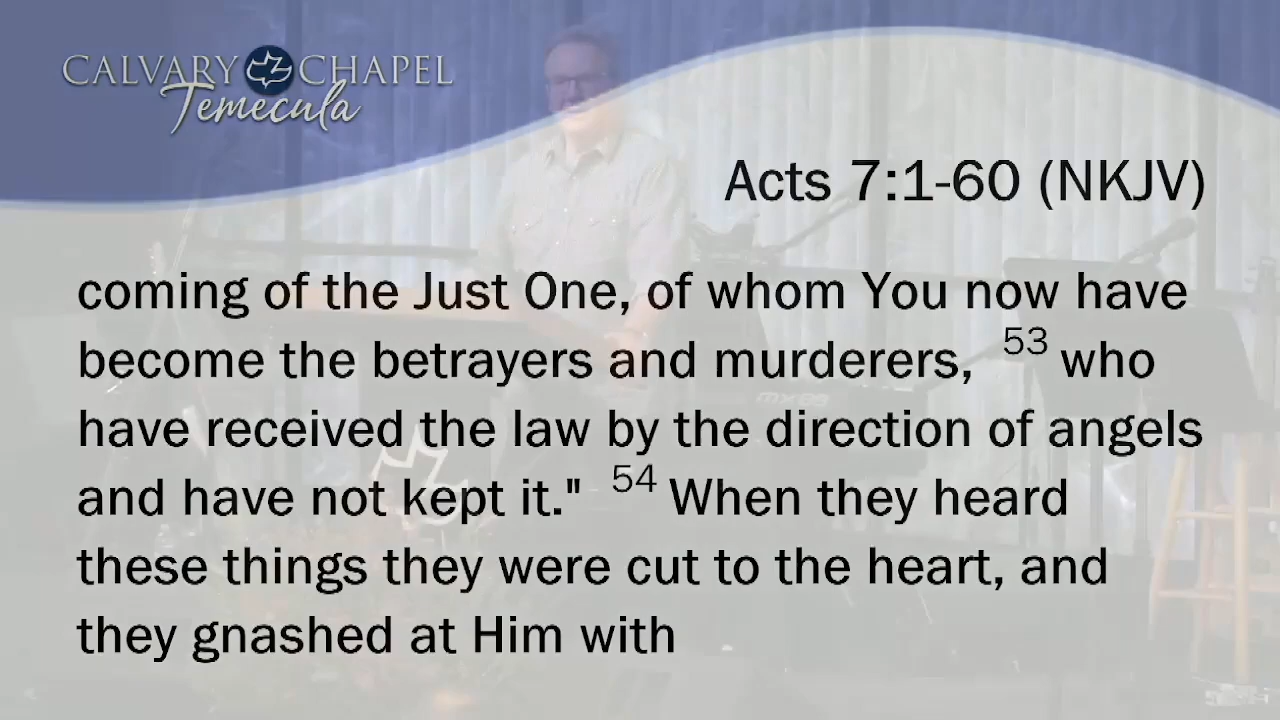 CALVARY CHAPEL
Temecula
Acts 7:1-60 (NKJV)
coming of the Just One, of whom You now have
become the betrayers and murderers, 53 who
have received the law by the direction of angels
and have not kept it." 54 When they heard
these things they were cut to the heart, and
they gnashed at Him with